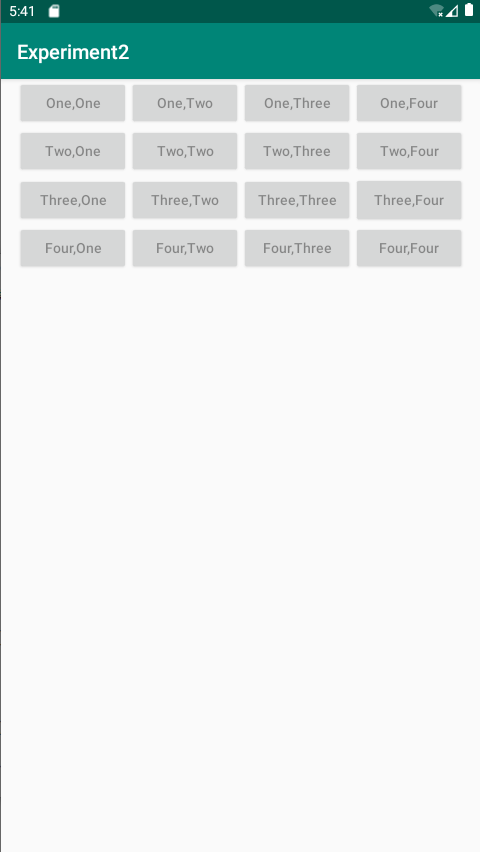 5:41
Experiment2
One,One One,Two One,Three One,Four
Two,One Two,Two Two,Three Two,Four
Three,One Three,Two Three,Three Three,Four
Four,One Four,Two Four,Three Four,Four